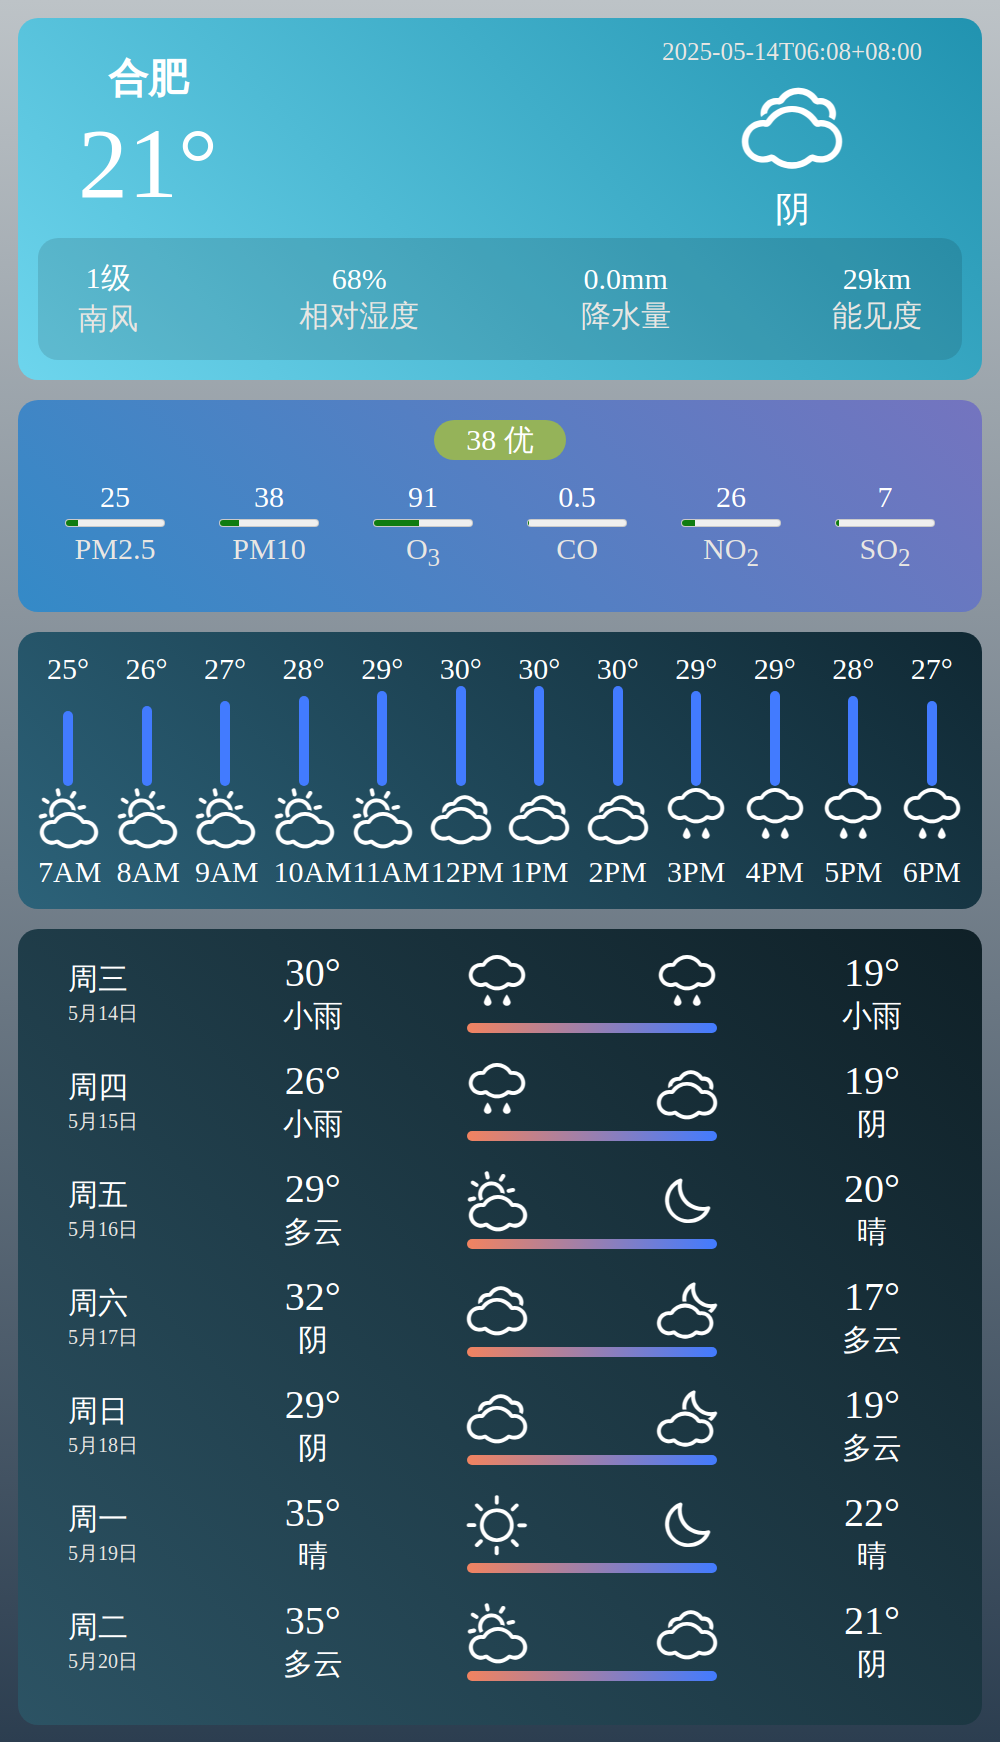 合肥
21°
2025-05-14T06:08+08:00
阴
1级 68% 0.0mm 29km
南风 相对湿度 降水量 能见度
38 优
25 38 91 0.5 26 7
PM2.5 PM10 O3 CO NO2 SO2
25° 26° 27° 28° 29° 30° 30° 30° 29° 29° 28° 27°
7AM 8AM 9AM 10AM 11AM 12PM 1PM 2PM 3PM 4PM 5PM 6PM
周三 30° 19°
5月14日 小雨 小雨
周四 26° 19°
5月15日 小雨 阴
周五 29° 20°
5月16日 多云 晴
周六 32° 17°
5月17日 阴 多云
周日 29° 19°
5月18日 阴 多云
周一 35° 22°
5月19日 晴 晴
周二 35° 21°
5月20日 多云 阴